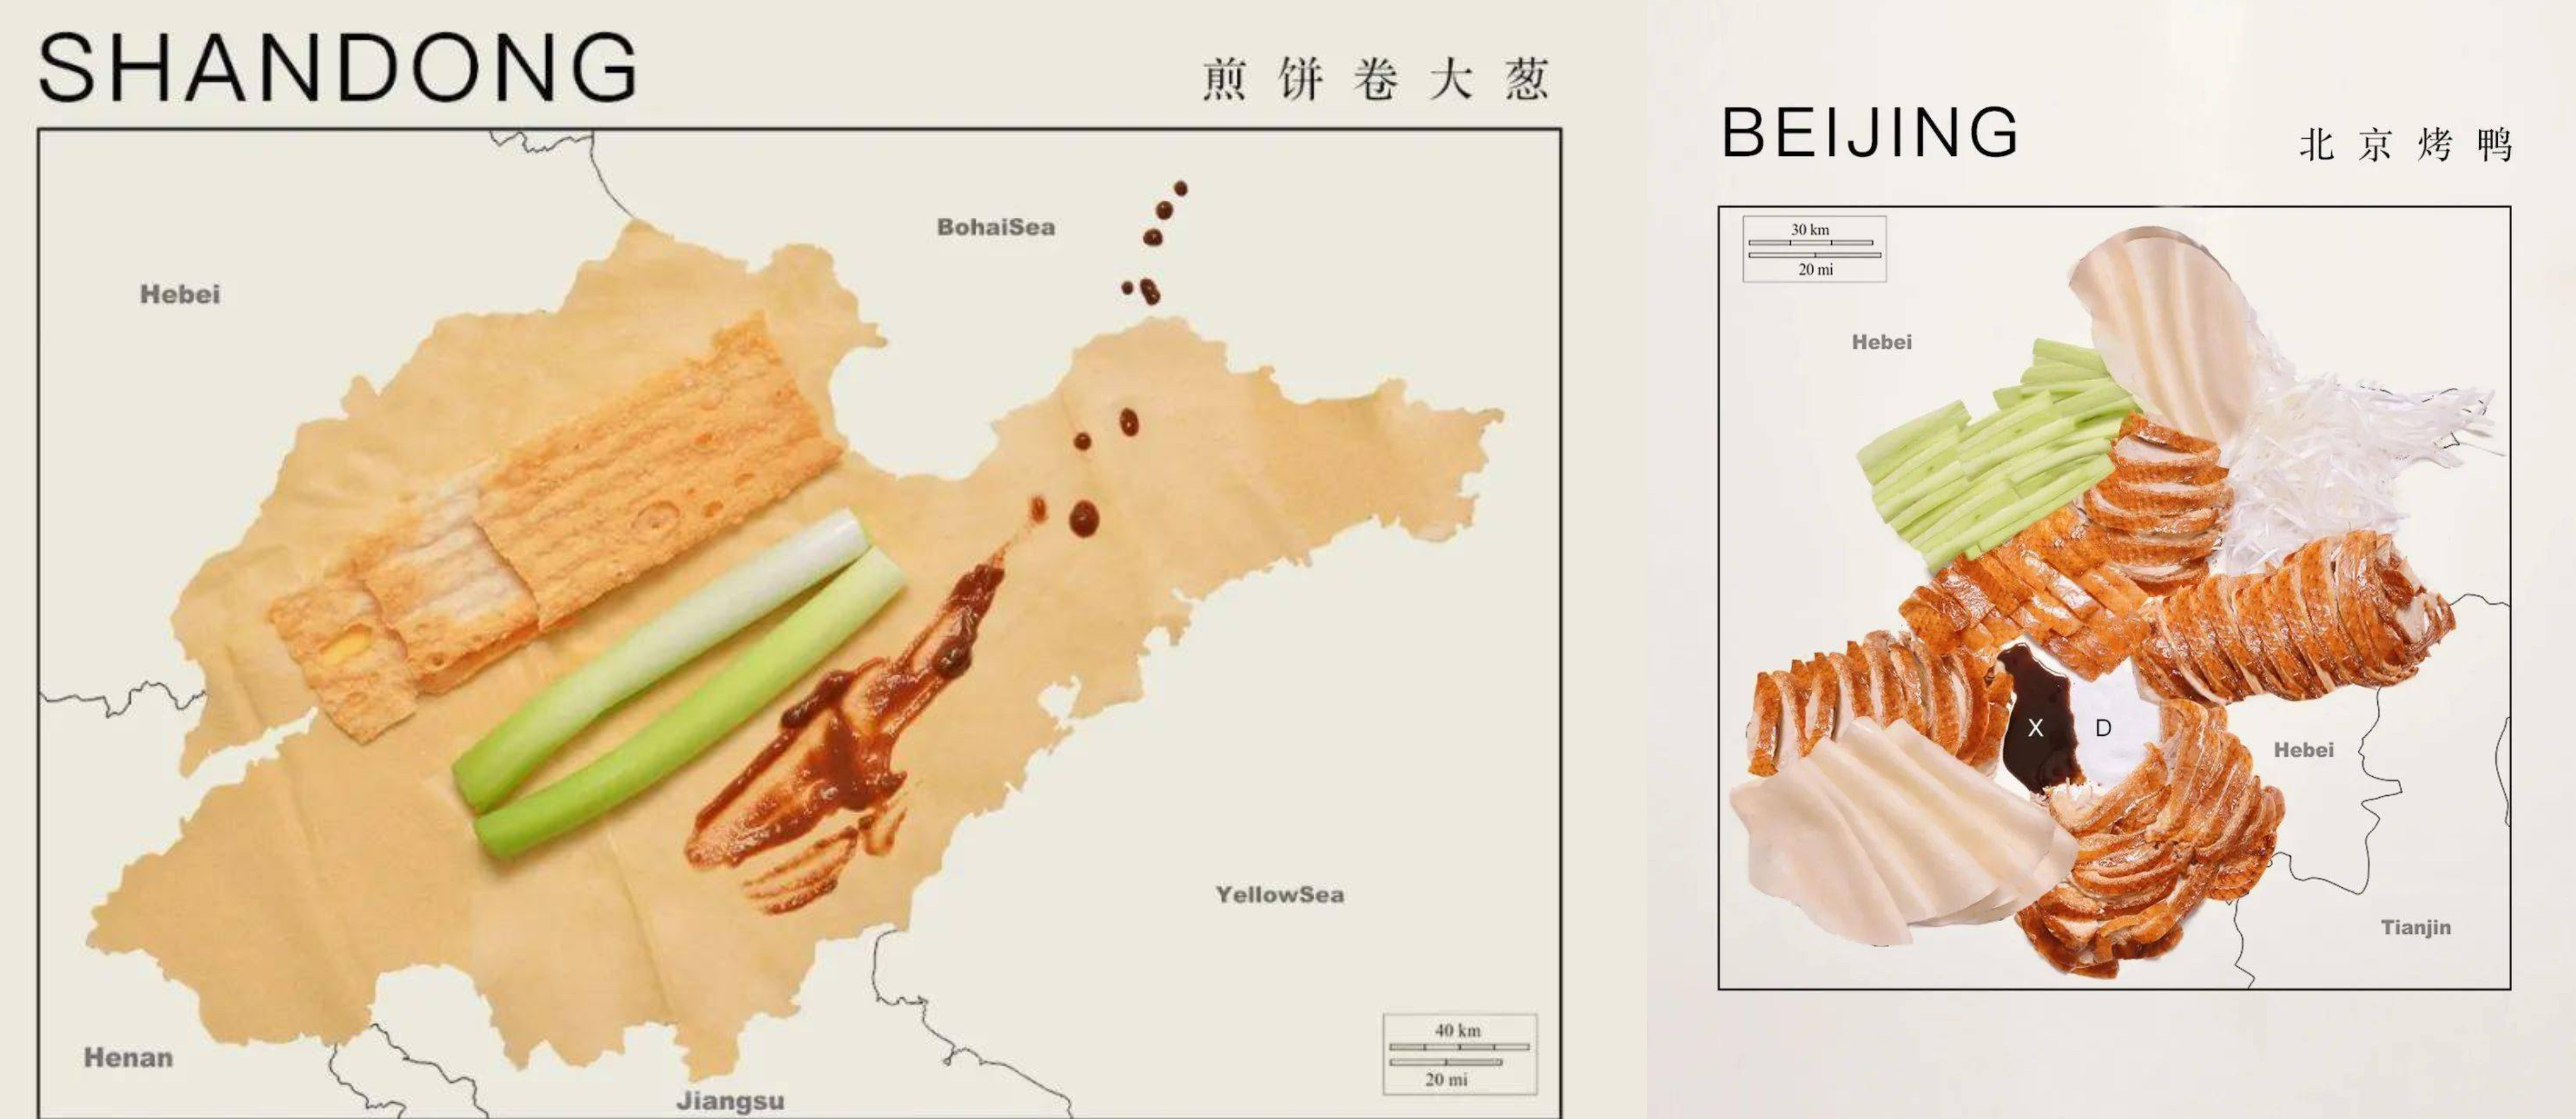 SHANDONG
煎饼卷大葱
BohaiSea
Hebei
YellowSea
40 km
20 mi
Henan
Jiangsu
BEIJING
北京烤鸭
30 km
20 mi
Hebei
X
D
Hebei
Tianjin